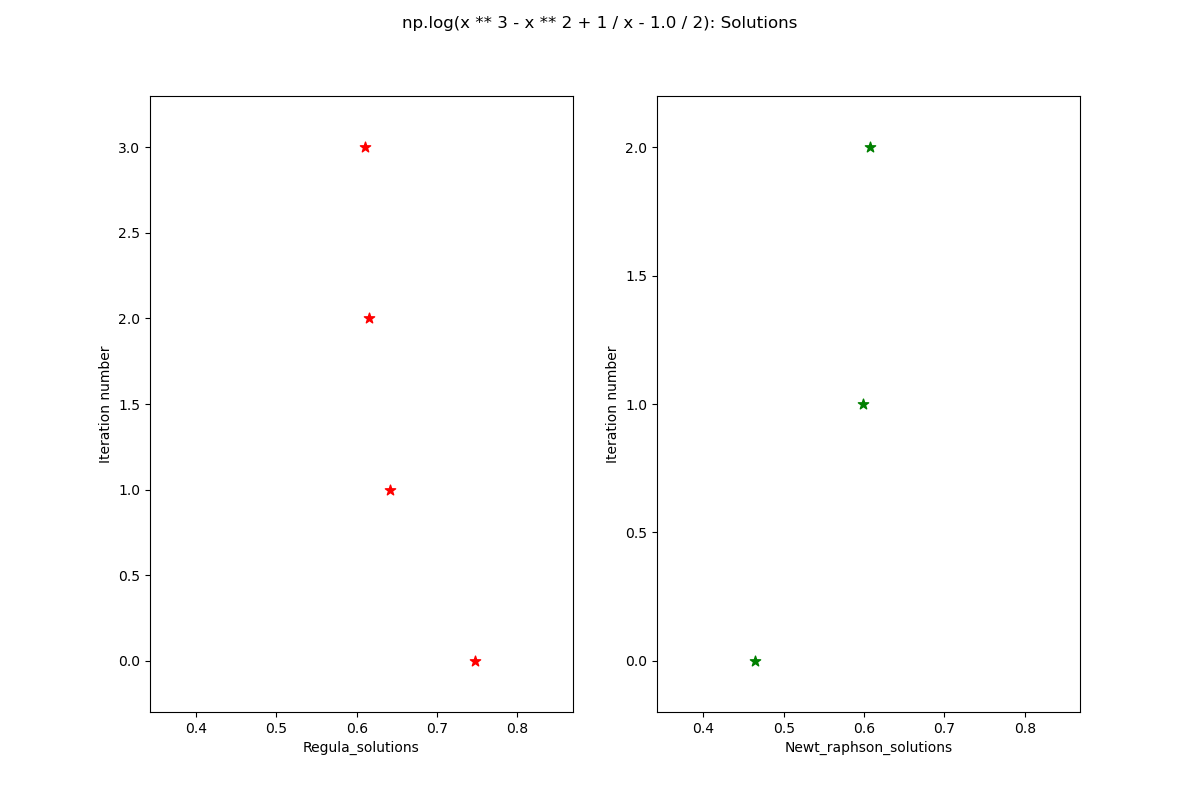 np.log(x ** 3 - x ** 2 + 1 / x - 1.0 / 2): Solutions
3.0
2.5
2.0
1.5
1.0
0.5
0.0
Iteration number
0.4 0.5 0.6 0.7 0.8
Regula_solutions
2.0
1.5
1.0
0.5
0.0
Iteration number
0.4 0.5 0.6 0.7 0.8
Newt_raphson_solutions